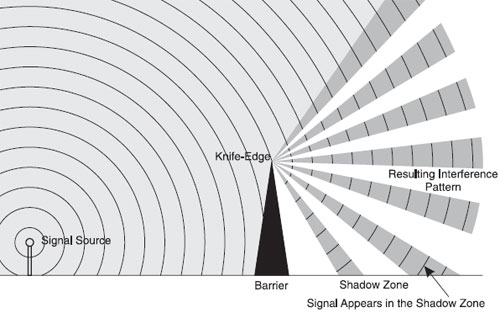 Knife-Edge
Resulting Interference
Pattern
Signal Source
Barrier
Shadow Zone
Signal Appears in the Shadow Zone